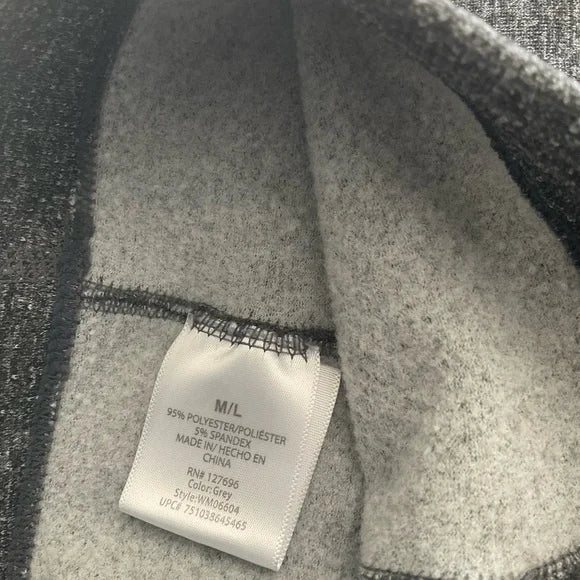 M/L
95% POLYESTER/POLIÉSTER
5% SPANDEX
MADE IN/ HECHO EN
CHINA
RN# 127696
Color:Grey
Style:WM06604
UPC# 751038645465